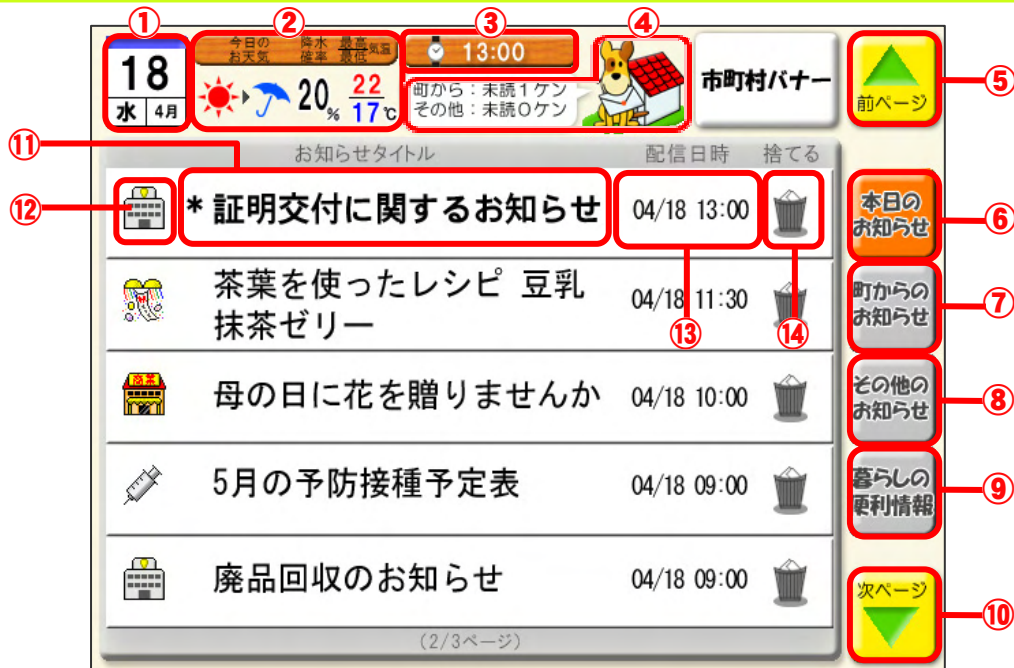 ① ② ③ ④
18
水 4月
今日の 降水 最高 気温
お天気 確率 最低
20% 22
17℃
13:00
町から：未読1ケン
その他：未読0ケン
市町村バナー
前ページ
⑤
⑪
お知らせタイトル 配信日時 捨てる
⑫
*証明交付に関するお知らせ 04/18 13:00
本日の
お知らせ
⑥
茶葉を使ったレシピ 豆乳
抹茶ゼリー
04/18 11:30
⑬ ⑭
町からの
お知らせ
⑦
商業
母の日に花を贈りませんか 04/18 10:00
その他の
お知らせ
⑧
5月の予防接種予定表 04/18 09:00
暮らしの
便利情報
⑨
廃品回収のお知らせ 04/18 09:00
次ページ
⑩
(2/3ページ)